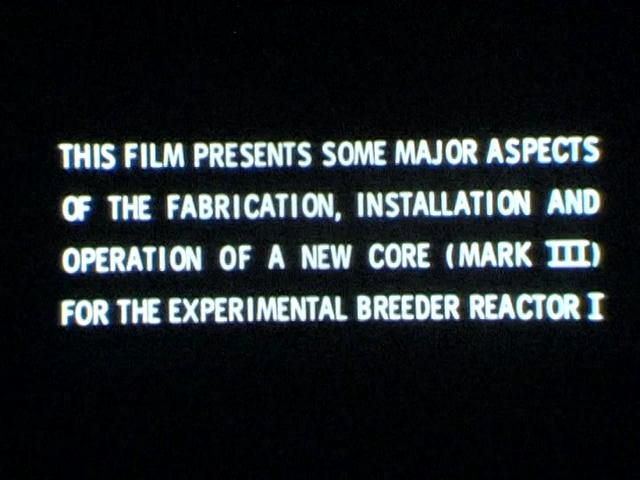 THIS FILM PRESENTS SOME MAJOR ASPECTS
OF THE FABRICATION, INSTALLATION AND
OPERATION OF A NEW CORE (MARK III)
FOR THE EXPERIMENTAL BREEDER REACTOR I